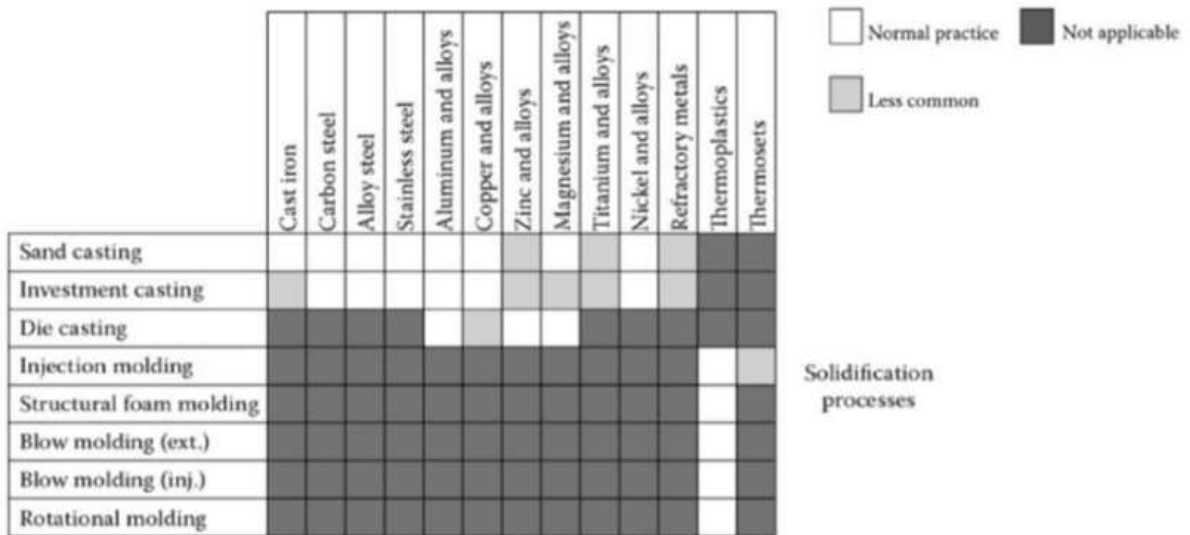 Cast iron
Carbon steel
Alloy steel
Stainless steel
Aluminum and alloys
Copper and alloys
Zinc and alloys
Magnesium and alloys
Titanium and alloys
Nickel and alloys
Refractory metals
Thermoplastics
Thermosets
Normal practice
Not applicable
Less common
Sand casting
Investment casting
Die casting
Injection molding
Structural foam molding
Blow molding (ext.)
Blow molding (inj.)
Rotational molding
Solidification
processes